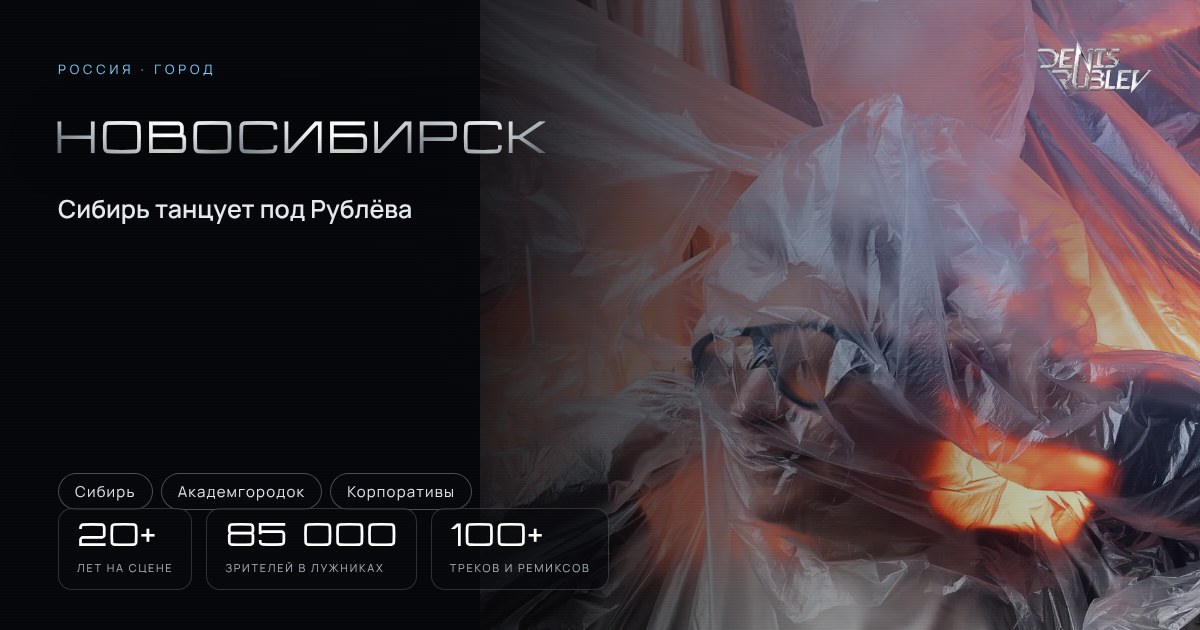 РОССИЯ · ГОРОД
DENIS
RUBLEV
НОВОСИБИРСК
Сибирь танцует под Рублёва
Сибирь Академгородок Корпоративы
20+ 85 000 100+
ЛЕТ НА СЦЕНЕ ЗРИТЕЛЕЙ В ЛУЖНИКАХ ТРЕКОВ И РЕМИКСОВ